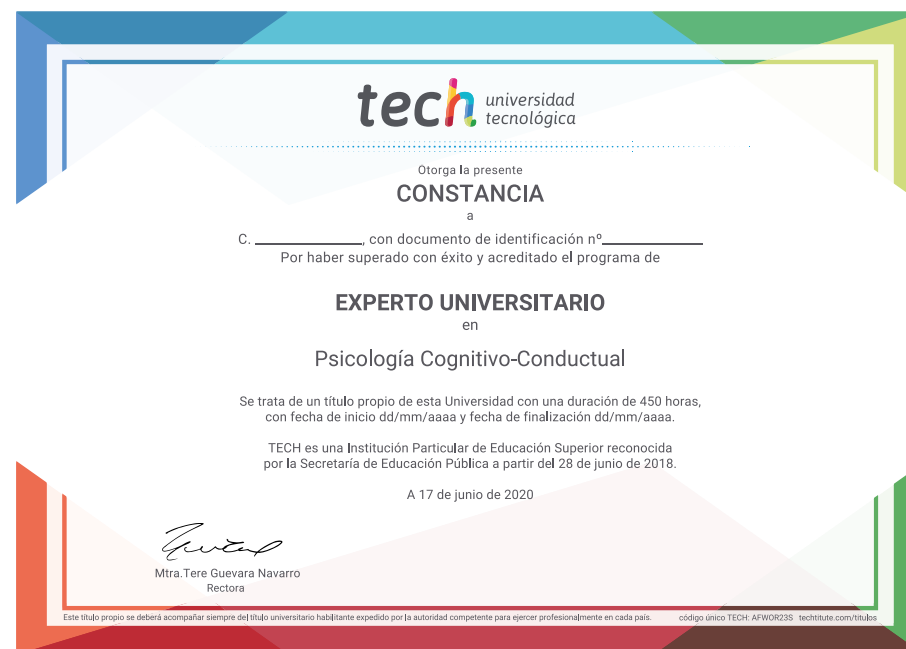 tech universidad
tecnológica
Otorga la presente
CONSTANCIA
a
C. ______________, con documento de identificación nº_____________
Por haber superado con éxito y acreditado el programa de
EXPERTO UNIVERSITARIO
en
Psicología Cognitivo-Conductual
Se trata de un título propio de esta Universidad con una duración de 450 horas,
con fecha de inicio dd/mm/aaaa y fecha de finalización dd/mm/aaaa.
TECH es una Institución Particular de Educación Superior reconocida
por la Secretaría de Educación Pública a partir del 28 de junio de 2018.
A 17 de junio de 2020
Mtra.Tere Guevara Navarro
Rectora
Este título propio se deberá acompañar siempre del título universitario habilitante expedido por la autoridad competente para ejercer profesionalmente en cada país. código único TECH: AFWOR23S techtitute.com/titulos